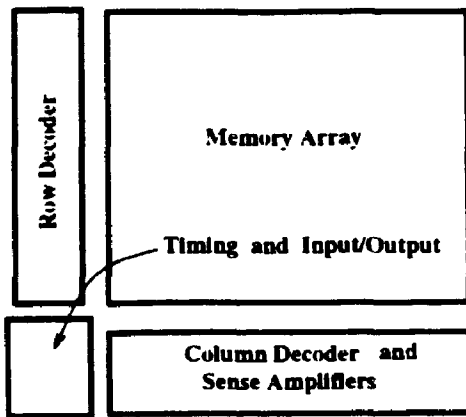 Row Decoder
Memory Array
Timing and Input/Output
Column Decoder and
Sense Amplifiers